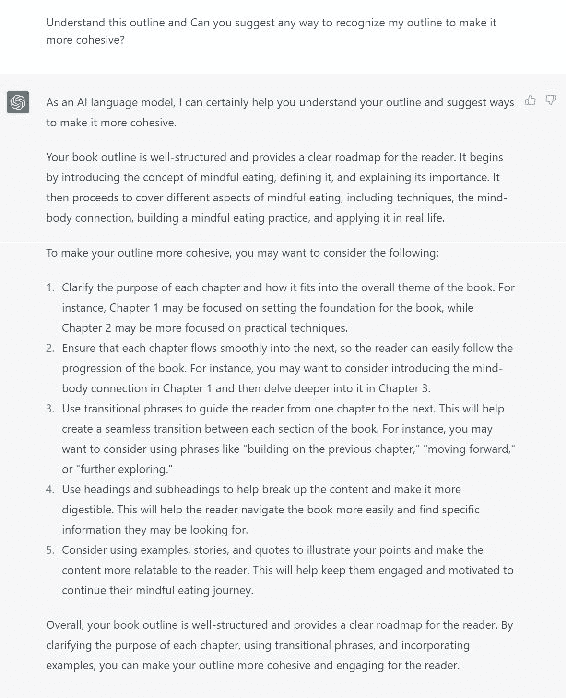 Understand this outline and Can you suggest any way to recognize my outline to make it
more cohesive?
As an AI language model, I can certainly help you understand your outline and suggest ways
to make it more cohesive.
Your book outline is well-structured and provides a clear roadmap for the reader. It begins
by introducing the concept of mindful eating, defining it, and explaining its importance. It
then proceeds to cover different aspects of mindful eating, including techniques, the mind-
body connection, building a mindful eating practice, and applying it in real life.
To make your outline more cohesive, you may want to consider the following:
1. Clarify the purpose of each chapter and how it fits into the overall theme of the book. For
instance, Chapter 1 may be focused on setting the foundation for the book, while
Chapter 2 may be more focused on practical techniques.
2. Ensure that each chapter flows smoothly into the next, so the reader can easily follow the
progression of the book. For instance, you may want to consider introducing the mind-
body connection in Chapter 1 and then delve deeper into it in Chapter 3.
3. Use transitional phrases to guide the reader from one chapter to the next. This will help
create a seamless transition between each section of the book. For instance, you may
want to consider using phrases like "building on the previous chapter," "moving forward,"
or "further exploring."
4. Use headings and subheadings to help break up the content and make it more
digestible. This will help the reader navigate the book more easily and find specific
information they may be looking for.
5. Consider using examples, stories, and quotes to illustrate your points and make the
content more relatable to the reader. This will help keep them engaged and motivated to
continue their mindful eating journey.
Overall, your book outline is well-structured and provides a clear roadmap for the reader. By
clarifying the purpose of each chapter, using transitional phrases, and incorporating
examples, you can make your outline more cohesive and engaging for the reader.